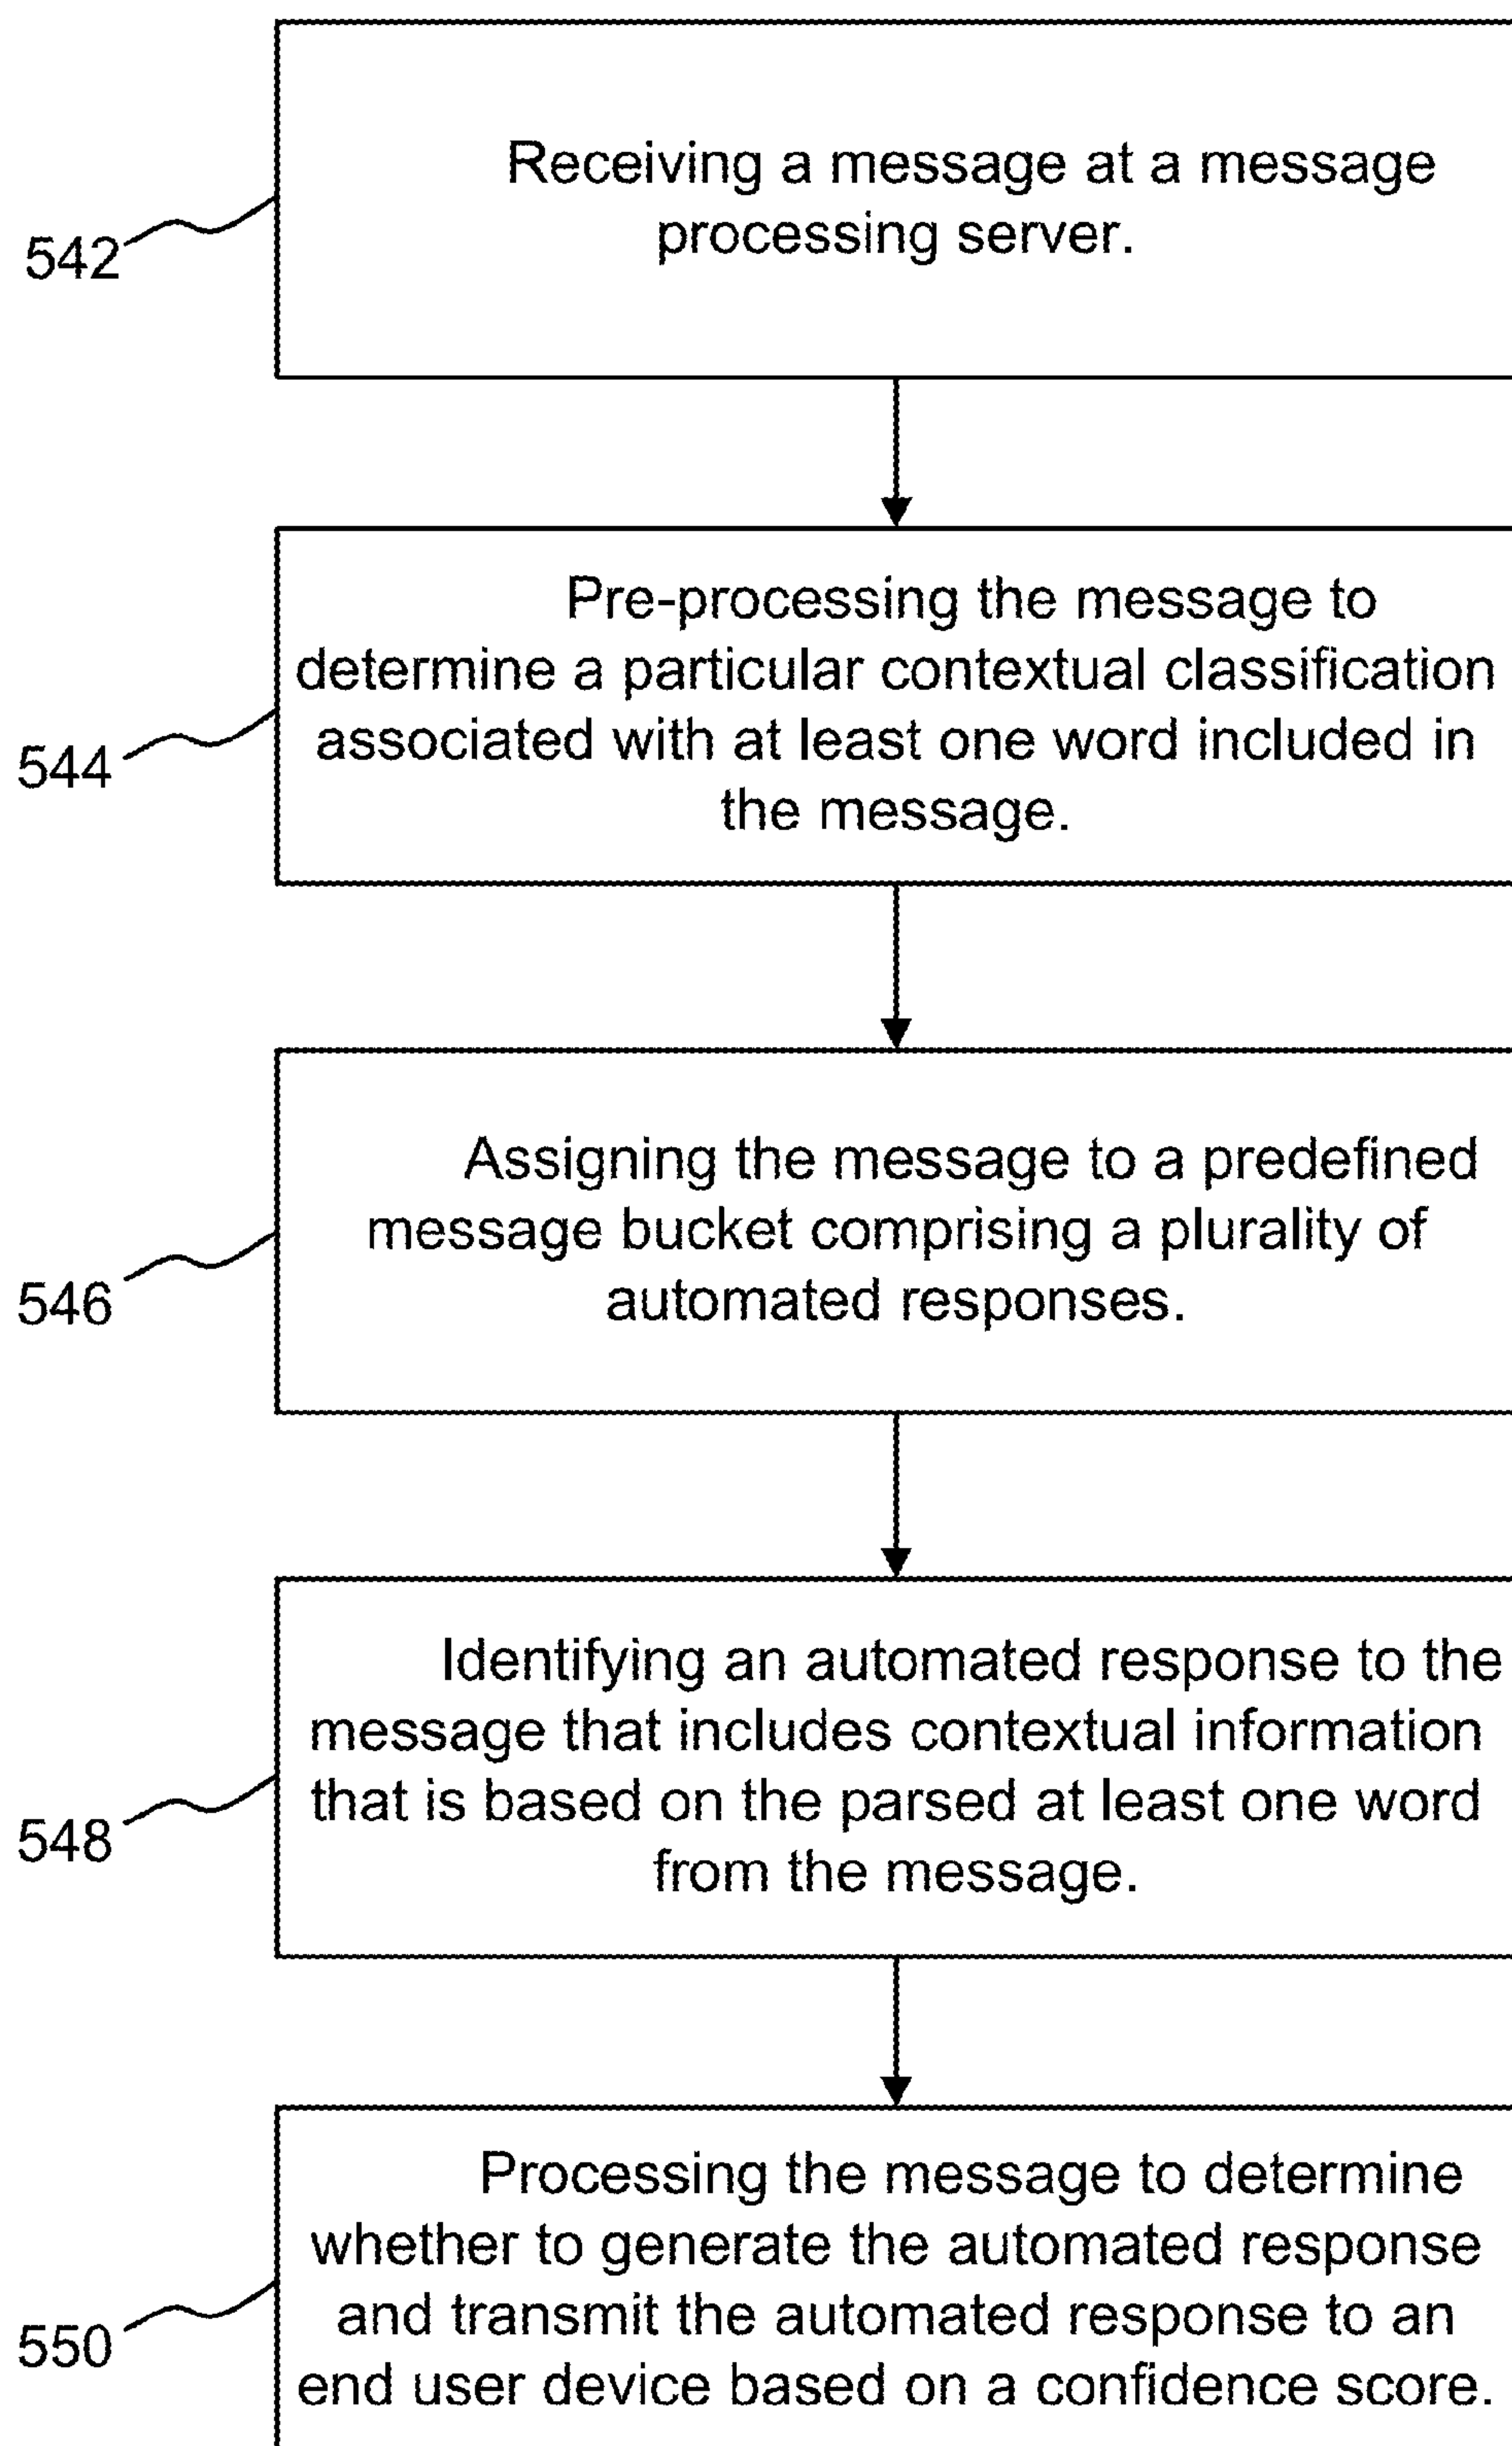 Receiving a message at a message
processing server.
542
Pre-processing the message to
determine a particular contextual classification
associated with at least one word included in
the message.
544
Assigning the message to a predefined
message bucket comprising a plurality of
automated responses.
546
Identifying an automated response to the
message that includes contextual information
that is based on the parsed at least one word
from the message.
548
Processing the message to determine
whether to generate the automated response
and transmit the automated response to an
end user device based on a confidence score.
550